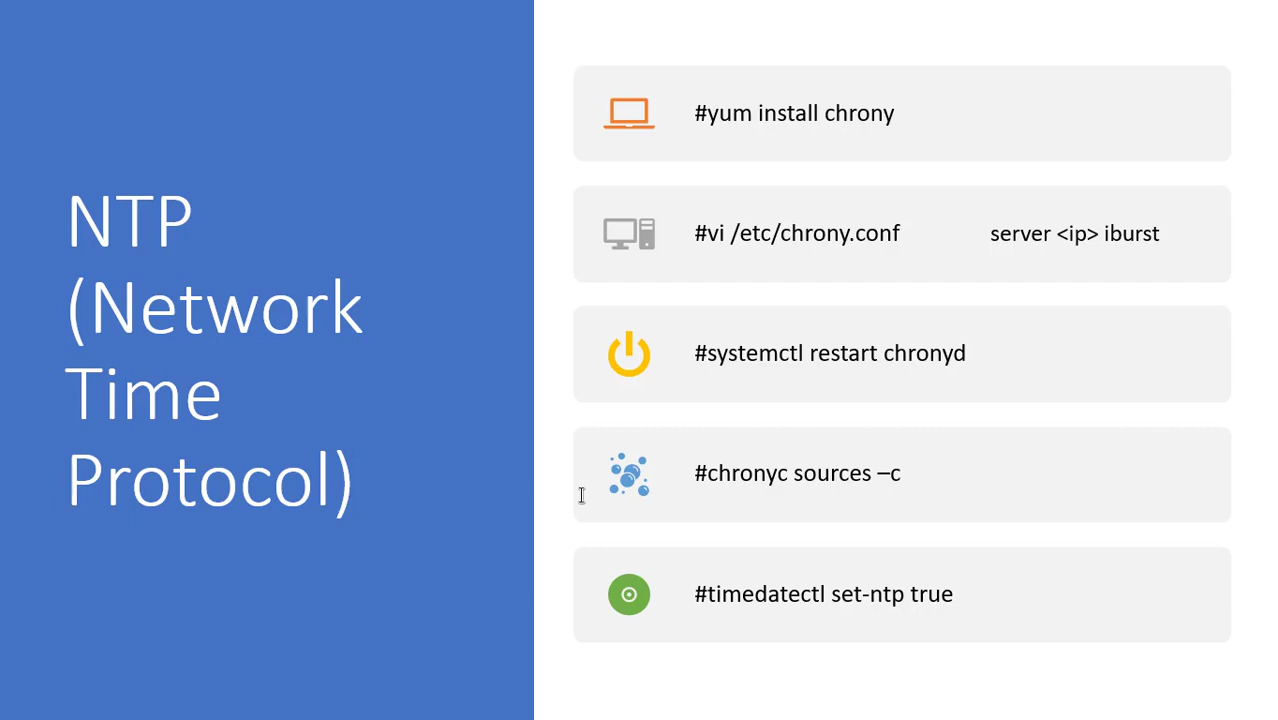 NTP
(Network
Time
Protocol)
#yum install chrony
#vi /etc/chrony.conf server <ip> iburst
#systemctl restart chronyd
#chronyc sources –c
#timedatectl set-ntp true